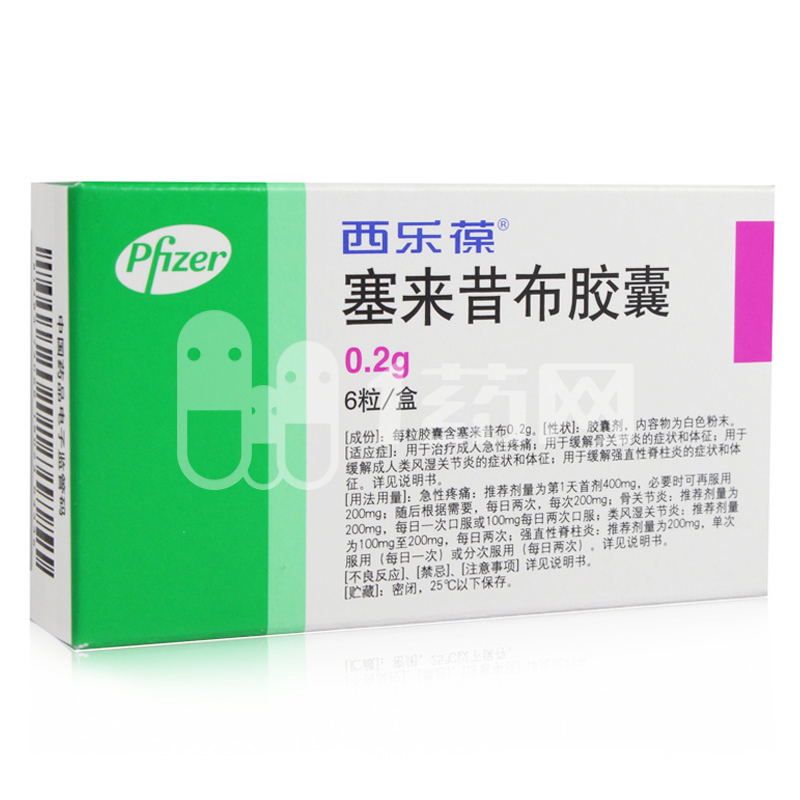 Pfizer
西乐葆®
塞来昔布胶囊
0.2g
6粒/盒
1药网
[成份]: 每粒胶囊含塞来昔布0.2g。[性状]: 胶囊剂, 内容物为白色粉末。
[适应症]: 用于治疗成人急性疼痛; 用于缓解骨关节炎的症状和体征; 用于
缓解成人类风湿关节炎的症状和体征; 用于缓解强直性脊柱炎的症状和体
征。详见说明书。
[用法用量]: 急性疼痛: 推荐剂量为第1天首剂400mg, 必要时可再服用
200mg; 随后根据需要, 每日两次, 每次200mg; 骨关节炎: 推荐剂量为
200mg, 每日一次口服或100mg每日两次口服; 类风湿关节炎: 推荐剂量
为100mg至200mg, 每日两次; 强直性脊柱炎: 推荐剂量为200mg, 单次
服用 (每日一次) 或分次服用 (每日两次)。详见说明书。
[不良反应]、[禁忌]、[注意事项] 详见说明书。
[贮藏]: 密闭, 25℃以下保存。
中国药品电子监管码